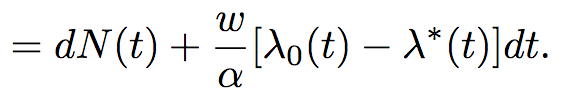 = dN(t) + \frac{w}{\alpha}[\lambda_0(t) − \lambda^*(t)]dt.